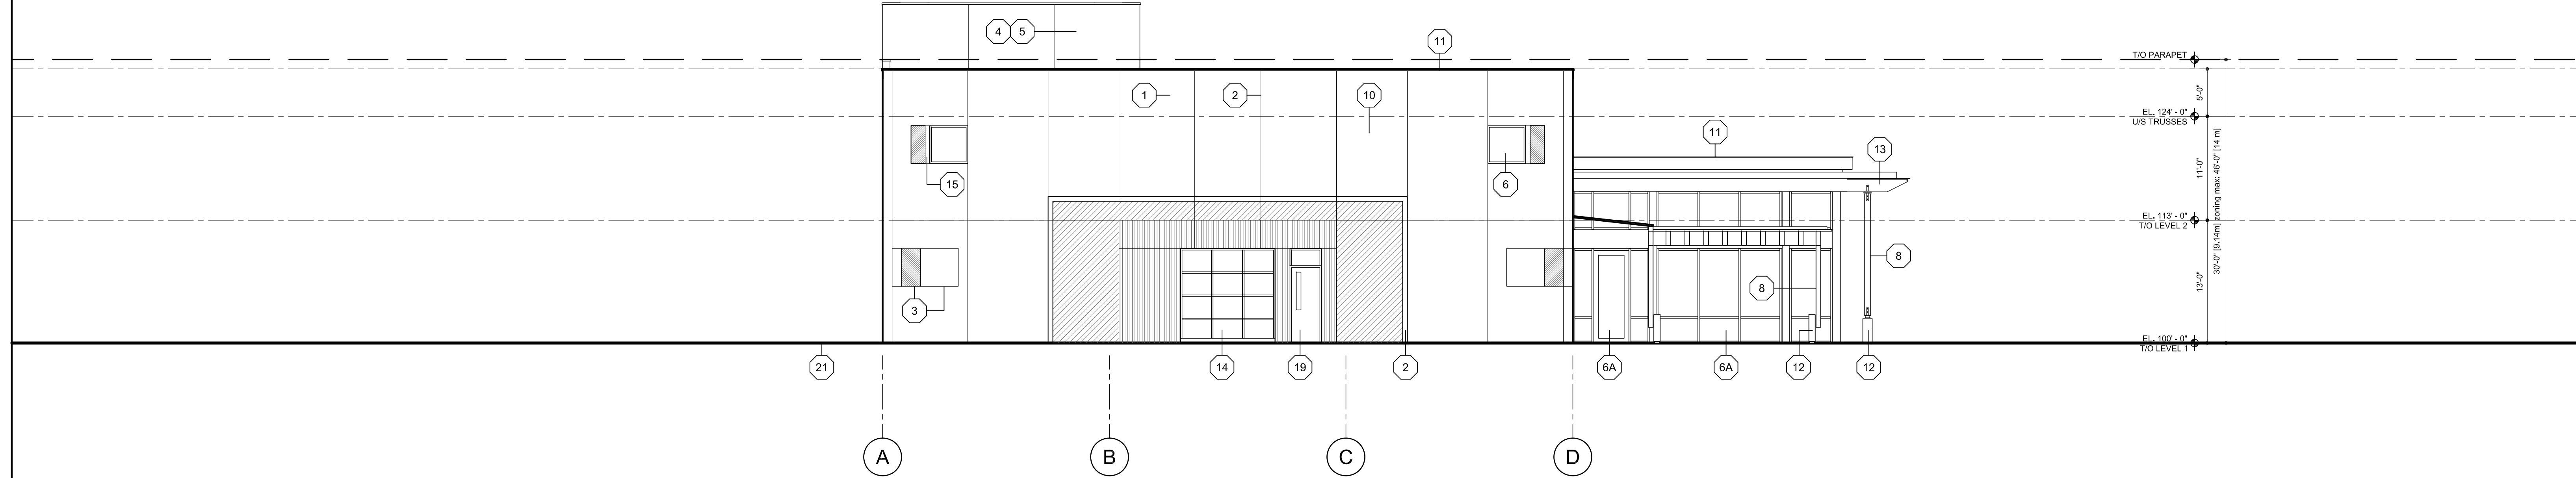 4
5
11
T/O PARAPET
1
2
10
5'-0"
EL. 124' - 0"
U/S TRUSSES
11
13
15
6
11'-0"
30'-0" [9.14m] zoning max: 46'-0" [14 m]
EL. 113' - 0"
T/O LEVEL 2
8
8
3
13'-0"
EL. 100' - 0"
T/O LEVEL 1
21
14
19
2
6A
6A
12
12
A
B
C
D